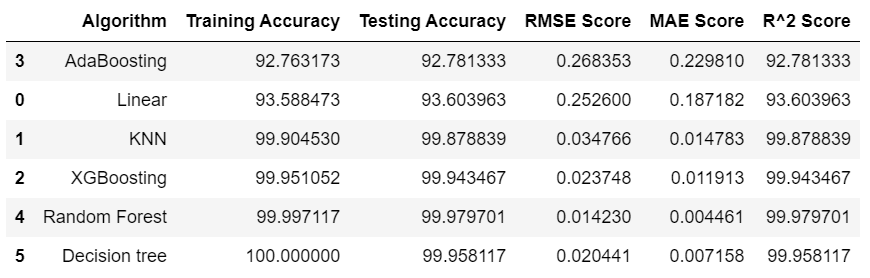 Algorithm Training Accuracy Testing Accuracy RMSE Score MAE Score R^2 Score
3 AdaBoosting 92.763173 92.781333 0.268353 0.229810 92.781333
0 Linear 93.588473 93.603963 0.252600 0.187182 93.603963
1 KNN 99.904530 99.878839 0.034766 0.014783 99.878839
2 XGBoosting 99.951052 99.943467 0.023748 0.011913 99.943467
4 Random Forest 99.997117 99.979701 0.014230 0.004461 99.979701
5 Decision tree 100.000000 99.958117 0.020441 0.007158 99.958117